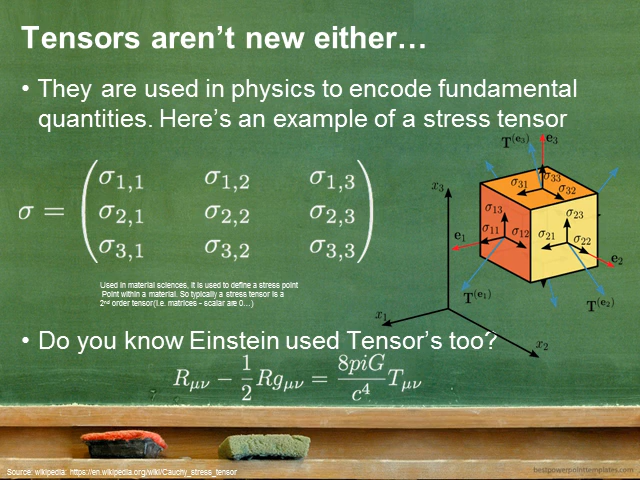 Tensors aren’t new either…
• They are used in physics to encode fundamental
quantities. Here’s an example of a stress tensor
σ = ( σ1,1 σ1,2 σ1,3
σ2,1 σ2,2 σ2,3
σ3,1 σ3,2 σ3,3 )
T(e3) e3
x3
σ33
σ31 σ32
σ13 σ23
e1 σ11 σ12 σ21 σ22 e2
T(e1) T(e2)
x1 x2
Used in material sciences, it is used to define a stress point
Point within a material. So typically a stress tensor is a
2nd order tensor(i.e. matrices – scalar are 0…)
• Do you know Einstein used Tensor’s too?
Rμν − 1/2 Rgμν = 8piG/c4 Tμν
Source: wikipedia: https://en.wikipedia.org/wiki/Cauchy_stress_tensor
bestpowerpointtemplates.com